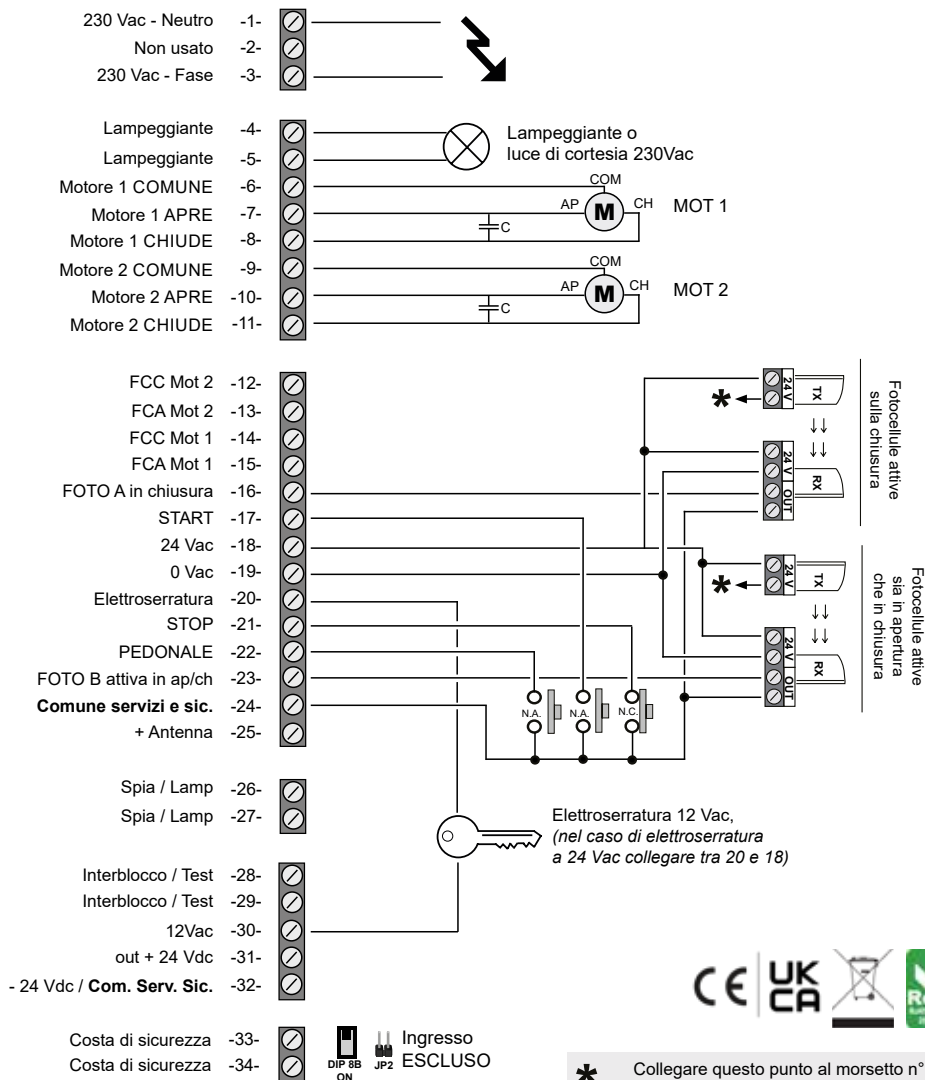 230 Vac - Neutro -1-
Non usato -2-
230 Vac - Fase -3-
Lampeggiante -4-
Lampeggiante -5-
Lampeggiante o
luce di cortesia 230Vac
Motore 1 COMUNE -6-
Motore 1 APRE -7-
Motore 1 CHIUDE -8-
COM
AP M CH MOT 1
C
Motore 2 COMUNE -9-
Motore 2 APRE -10-
Motore 2 CHIUDE -11-
COM
AP M CH MOT 2
C
FCC Mot 2 -12-
FCA Mot 2 -13-
FCC Mot 1 -14-
FCA Mot 1 -15-
FOTO A in chiusura -16-
START -17-
24 Vac -18-
0 Vac -19-
Elettroserratura -20-
STOP -21-
PEDONALE -22-
FOTO B attiva in ap/ch -23-
Comune servizi e sic. -24-
+ Antenna -25-
* 24 V TX
24 V OUT RX
Fotocellule attive
sulla chiusura
* 24 V TX
24 V OUT RX
Fotocellule attive
sia in apertura
che in chiusura
N.A. N.A. N.C.
Spia / Lamp -26-
Spia / Lamp -27-
Elettroserratura 12 Vac,
(nel caso di elettroserratura
a 24 Vac collegare tra 20 e 18)
Interblocco / Test -28-
Interblocco / Test -29-
12Vac -30-
out + 24 Vdc -31-
- 24 Vdc / Com. Serv. Sic. -32-
CE UK
CA
Costa di sicurezza -33-
Costa di sicurezza -34-
DIP 8B
ON
JP2
Ingresso
ESCLUSO
* Collegare questo punto al morsetto n°